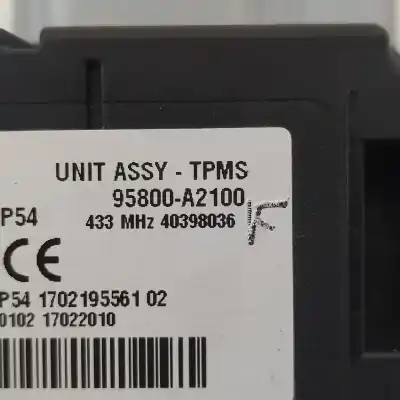 UNIT ASSY - TPMS
95800-A2100
P54 433 MHz 40398036 F
CE
P54 1702195561 02
0102 17022010